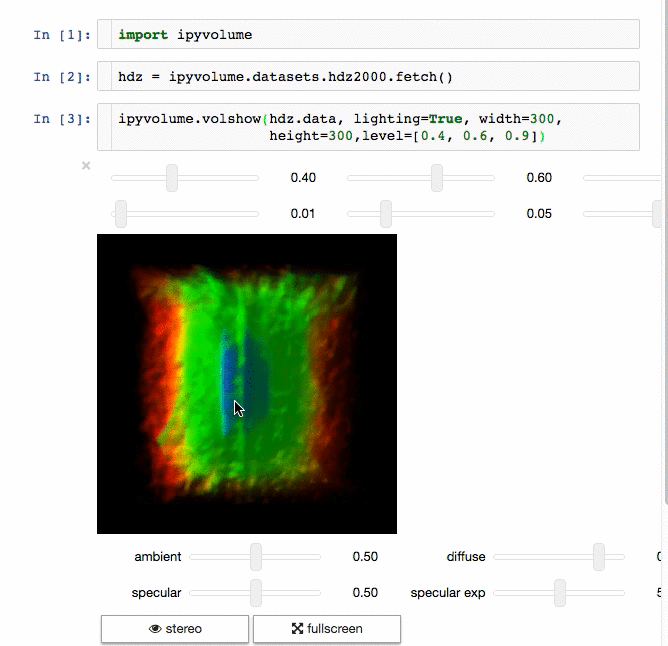 In [1]: import ipyvolume
In [2]: hdz = ipyvolume.datasets.hdz2000.fetch()
In [3]: ipyvolume.volshow(hdz.data, lighting=True, width=300,
height=300,level=[0.4, 0.6, 0.9])
× 0.40 0.60
0.01 0.05
ambient 0.50 diffuse
specular 0.50 specular exp
stereo fullscreen